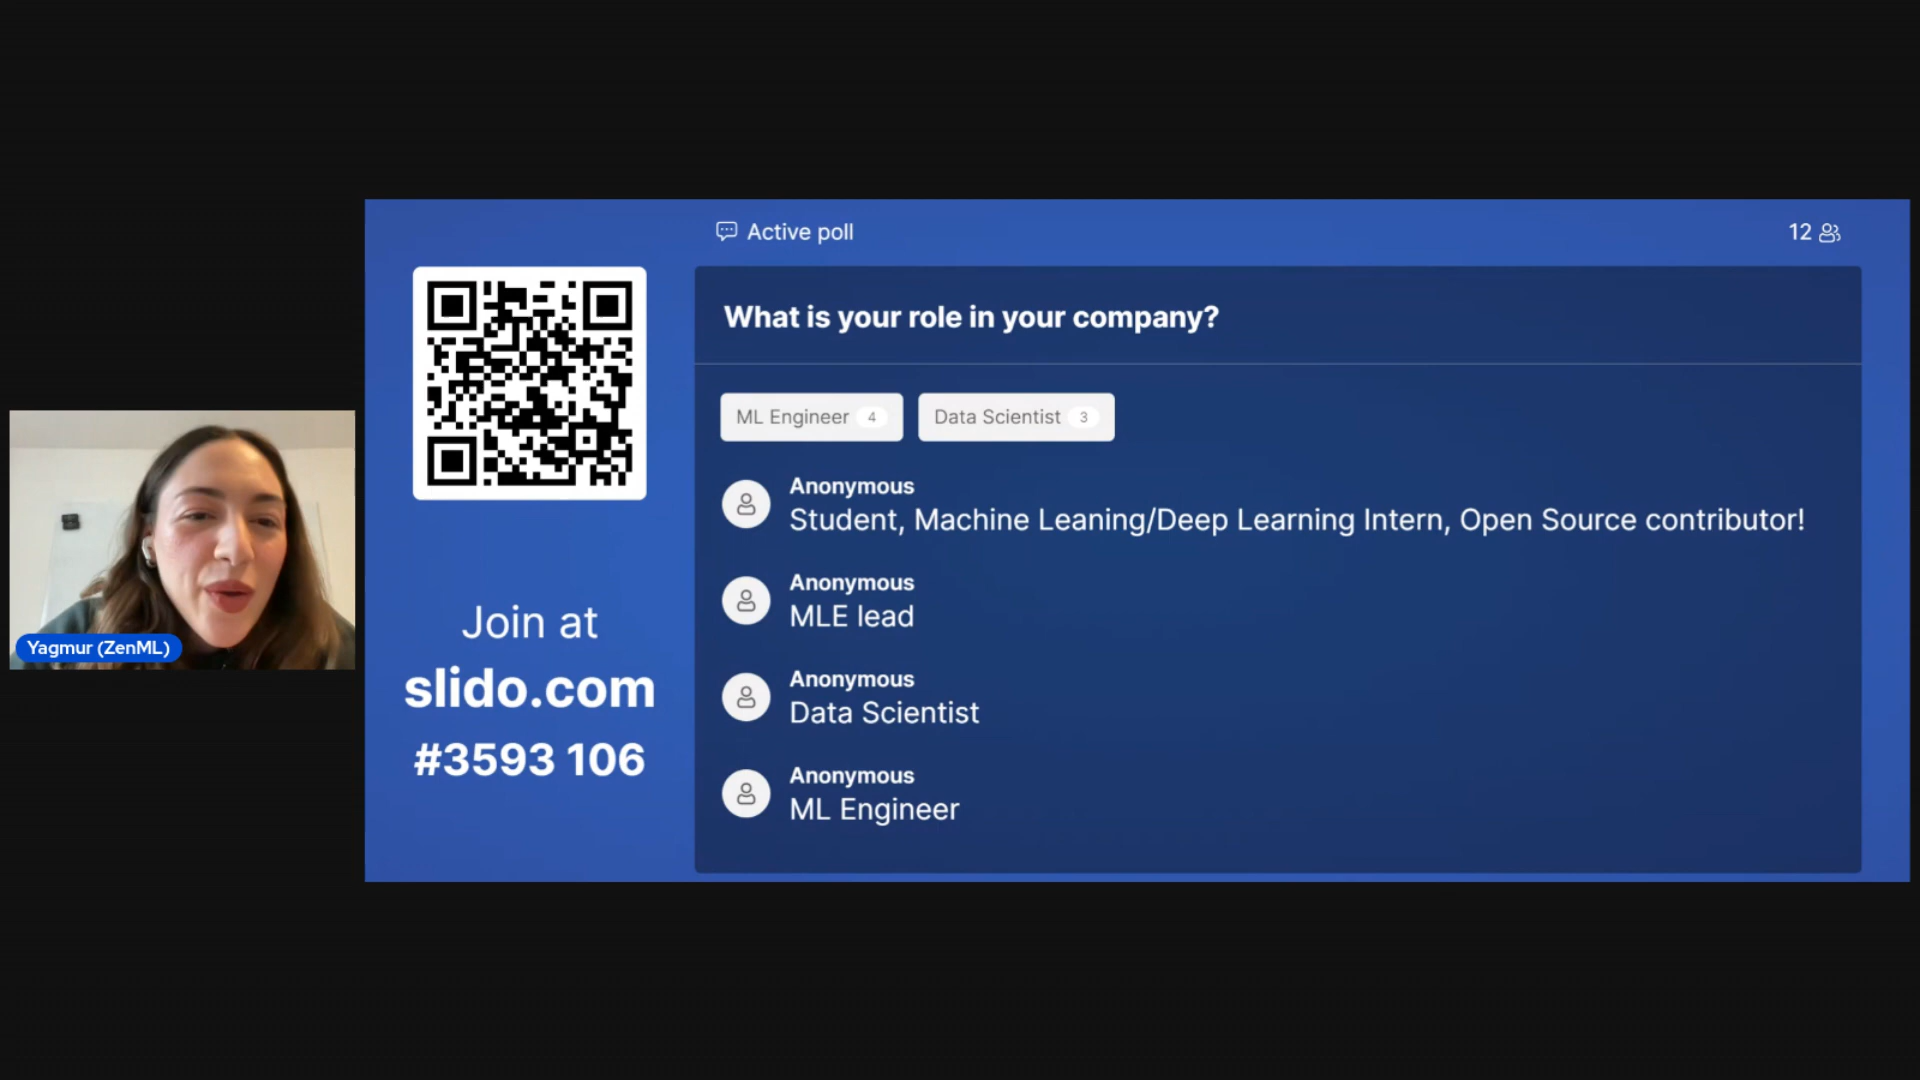 Active poll
12
What is your role in your company?
ML Engineer 4
Data Scientist 3
Anonymous
Student, Machine Leaning/Deep Learning Intern, Open Source contributor!
Anonymous
MLE lead
Anonymous
Data Scientist
Anonymous
ML Engineer
Join at
slido.com
#3593 106
Yagmur (ZenML)